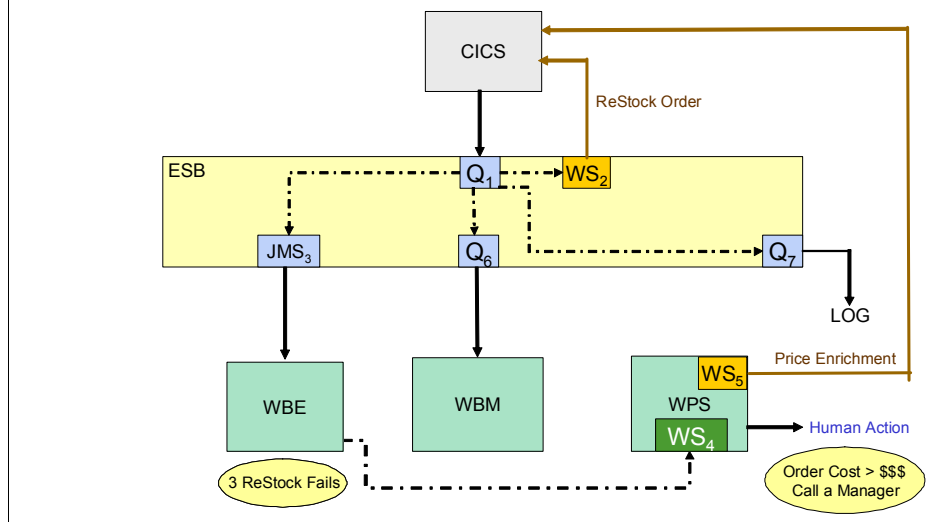 CICS
ReStock Order
ESB
Q1
WS2
JMS3
Q6
Q7
LOG
Price Enrichment
WBE
WBM
WS5
WPS
WS4
Human Action
3 ReStock Fails
Order Cost > $$$
Call a Manager